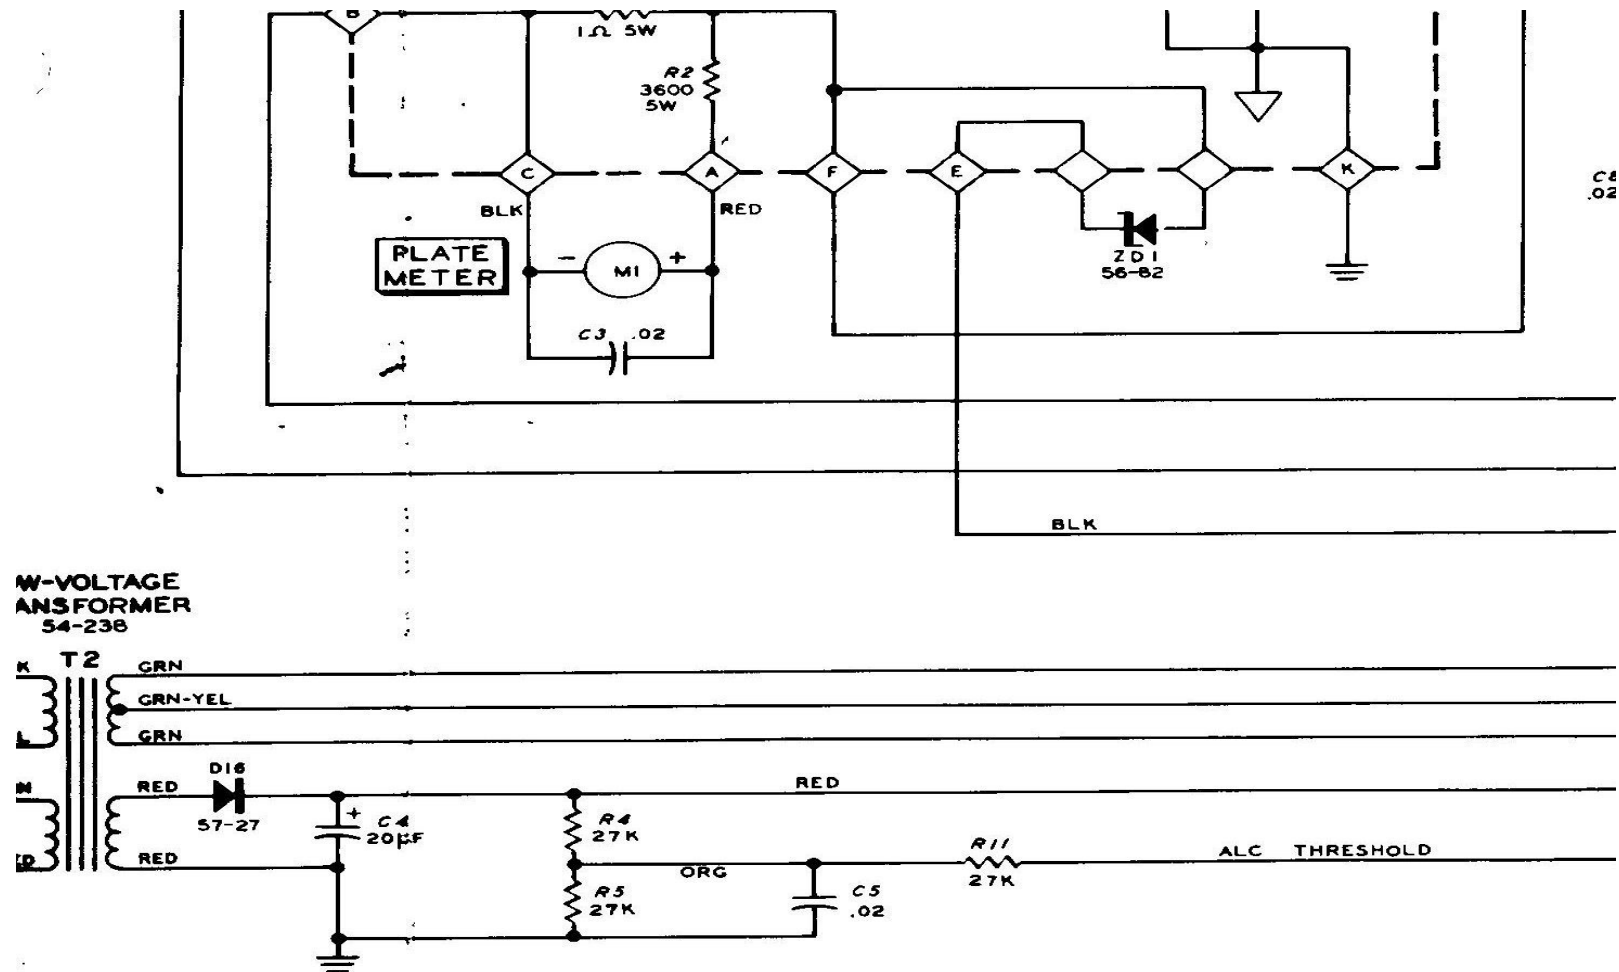 B
1Ω 5W
R2
3600
5W
C
A
F
E
K
C8
.02
BLK
RED
PLATE
METER
− M1 +
ZD1
56-82
C3 .02
BLK
W-VOLTAGE
ANSFORMER
54-238
K
T2
GRN
GRN-YEL
L
GRN
D16
N
RED
RED
57-27
+ C4
20µF
R4
27K
ED
RED
ORG
R11
27K
ALC THRESHOLD
R5
27K
C5
.02